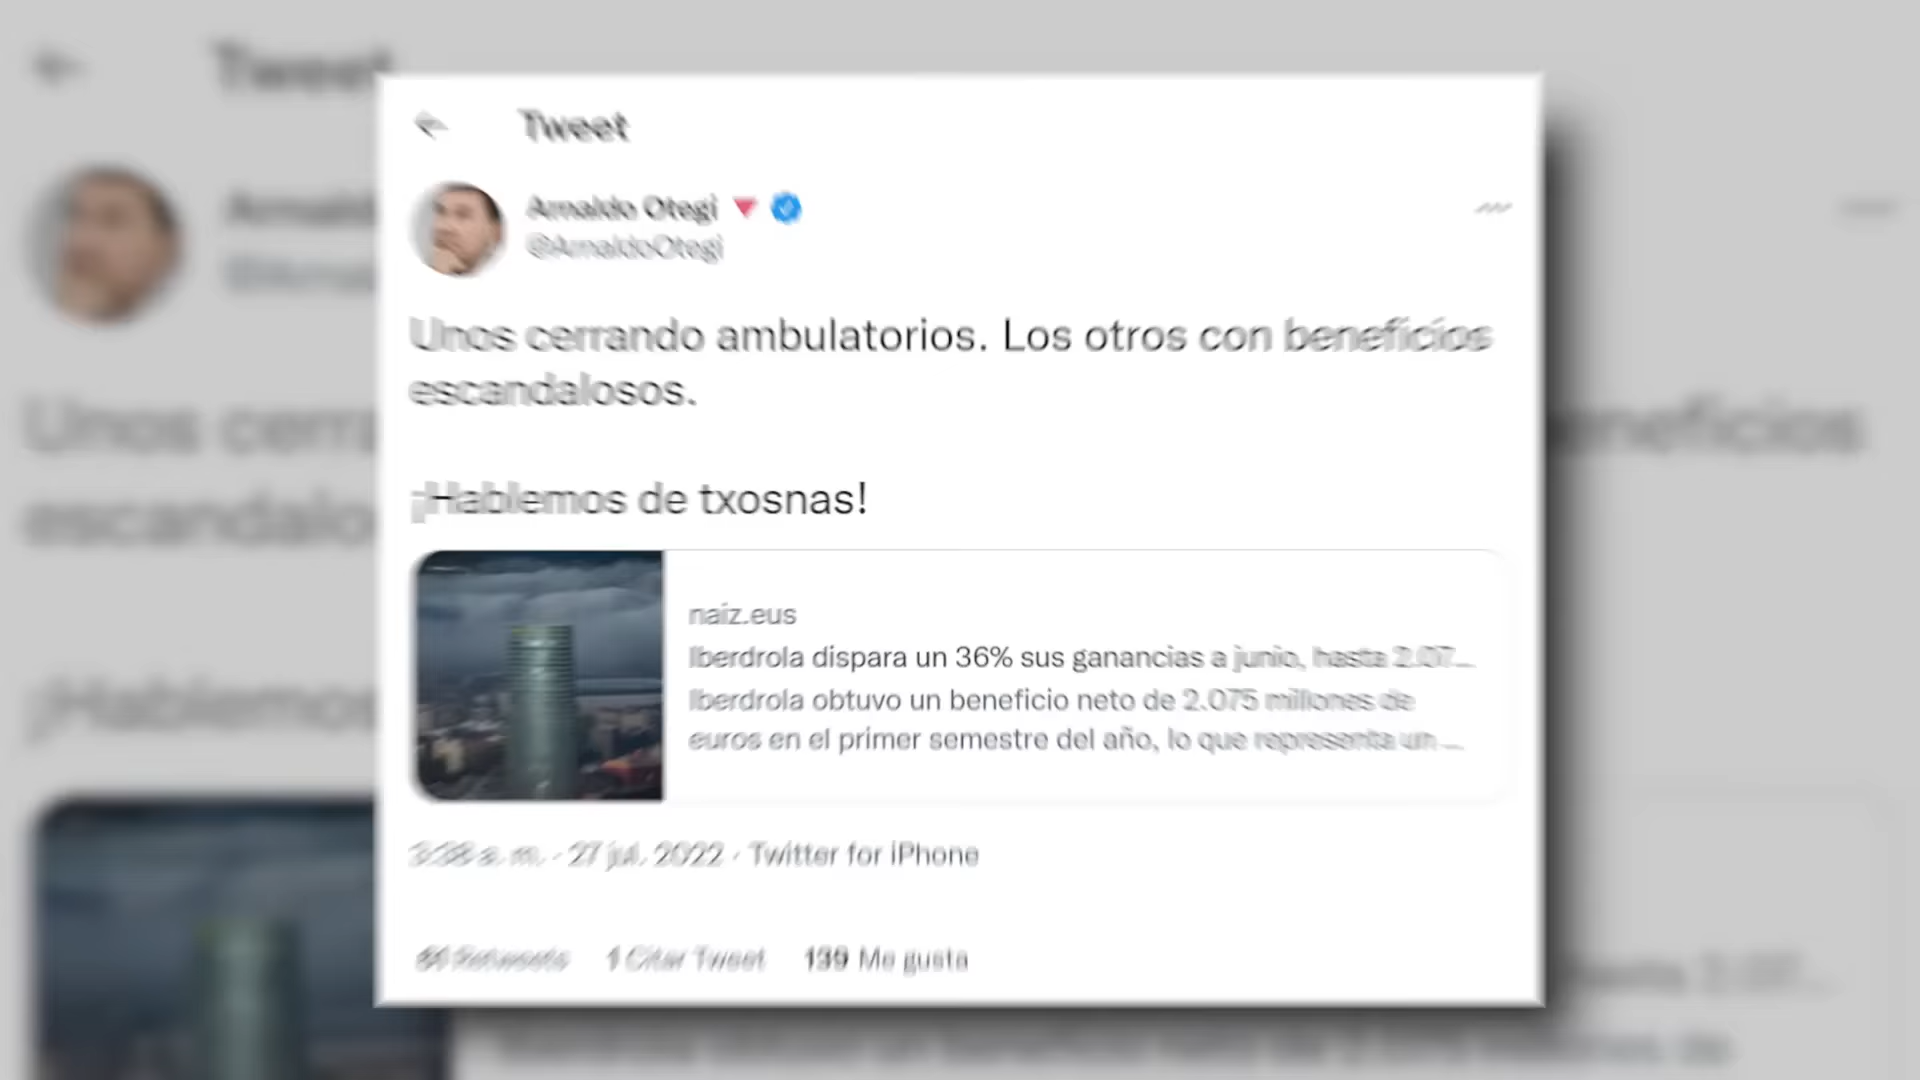 Tweet
Tweet
Arnaldo Otegi
@ArnaldoOtegi
Unos cerrando ambulatorios. Los otros con beneficios
escandalosos.
¡Hablemos de txosnas!
naiz.eus
Iberdrola dispara un 36% sus ganancias a junio, hasta 2.07...
Iberdrola obtuvo un beneficio neto de 2.075 millones de
euros en el primer semestre del año, lo que representa un ...
3:38 a. m. · 27 jul. 2022 · Twitter for iPhone
Retweets 1 Citar Tweet 139 Me gusta